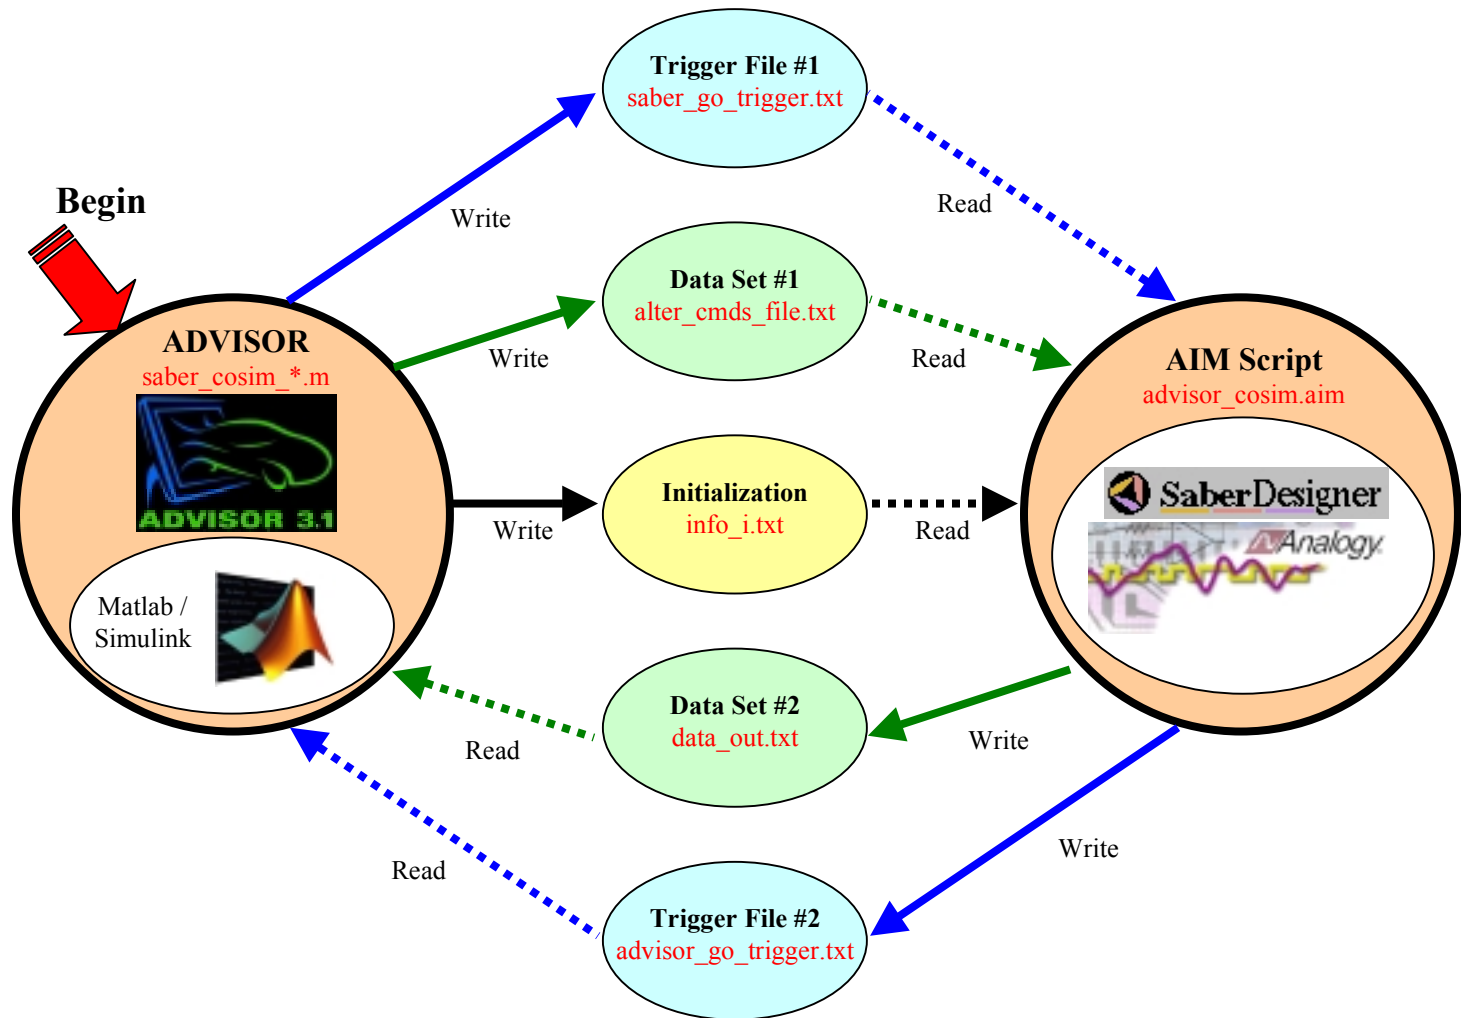 Trigger File #1
saber_go_trigger.txt
Begin
Write
Read
Data Set #1
alter_cmds_file.txt
Write
Read
ADVISOR
saber_cosim_*.m
ADVISOR 3.1
Matlab /
Simulink
AIM Script
advisor_cosim.aim
SaberDesigner
Analogy
Initialization
info_i.txt
Write
Read
Data Set #2
data_out.txt
Read
Write
Read
Write
Trigger File #2
advisor_go_trigger.txt